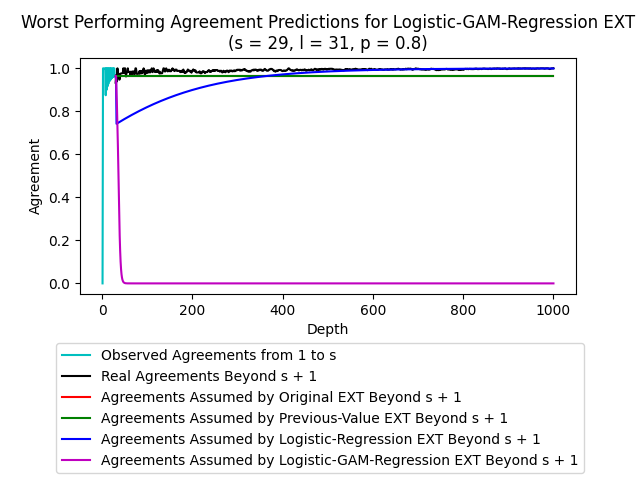 Worst Performing Agreement Predictions for Logistic-GAM-Regression EXT
(s = 29, l = 31, p = 0.8)
1.0
0.8
0.6
0.4
0.2
0.0
Agreement
0 200 400 600 800 1000
Depth
Observed Agreements from 1 to s
Real Agreements Beyond s + 1
Agreements Assumed by Original EXT Beyond s + 1
Agreements Assumed by Previous-Value EXT Beyond s + 1
Agreements Assumed by Logistic-Regression EXT Beyond s + 1
Agreements Assumed by Logistic-GAM-Regression EXT Beyond s + 1